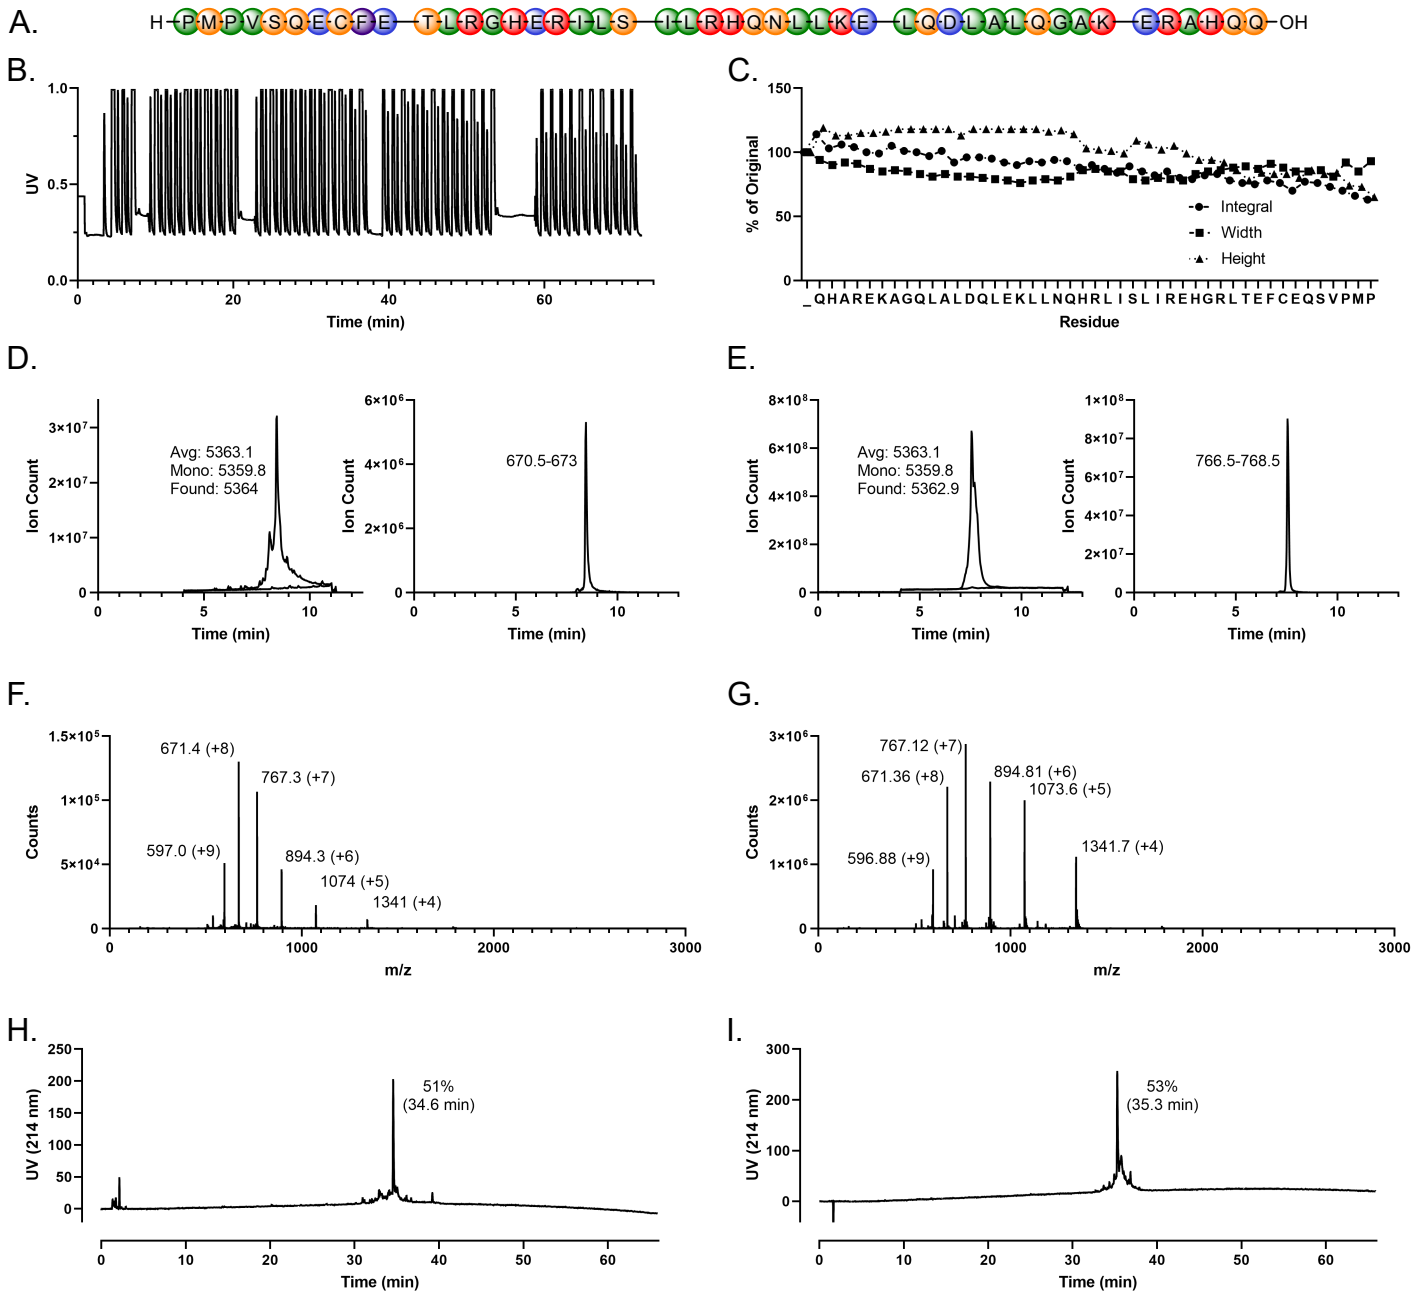 A.
H PMPVSQECFE TLRGHERILS ILRHQNLLKE LQDLALQGAK ERAHQQ OH
B.
1.0
0.5
0.0
UV
0 20 40 60
Time (min)
C.
150
100
50
0
% of Original
Integral
Width
Height
_QHAREKAGQLALDQLEKLLNQHRLISLIREHGRLTEFCEQSVPMP
Residue
D.
3×10⁷
2×10⁷
1×10⁷
0
Ion Count
Avg: 5363.1
Mono: 5359.8
Found: 5364
0 5 10
Time (min)
6×10⁶
4×10⁶
2×10⁶
0
Ion Count
670.5-673
0 5 10
Time (min)
E.
8×10⁸
6×10⁸
4×10⁸
2×10⁸
0
Ion Count
Avg: 5363.1
Mono: 5359.8
Found: 5362.9
0 5 10
Time (min)
1×10⁸
8×10⁷
6×10⁷
4×10⁷
2×10⁷
0
Ion Count
766.5-768.5
0 5 10
Time (min)
F.
1.5×10⁵
1×10⁵
5×10⁴
0
Counts
671.4 (+8)
767.3 (+7)
597.0 (+9)
894.3 (+6)
1074 (+5)
1341 (+4)
0 1000 2000 3000
m/z
G.
3×10⁶
2×10⁶
1×10⁶
0
Counts
767.12 (+7)
671.36 (+8)
894.81 (+6)
1073.6 (+5)
596.88 (+9)
1341.7 (+4)
0 1000 2000 3000
m/z
H.
250
200
150
100
50
0
UV (214 nm)
51%
(34.6 min)
0 10 20 30 40 50 60
Time (min)
I.
300
200
100
0
UV (214 nm)
53%
(35.3 min)
0 10 20 30 40 50 60
Time (min)